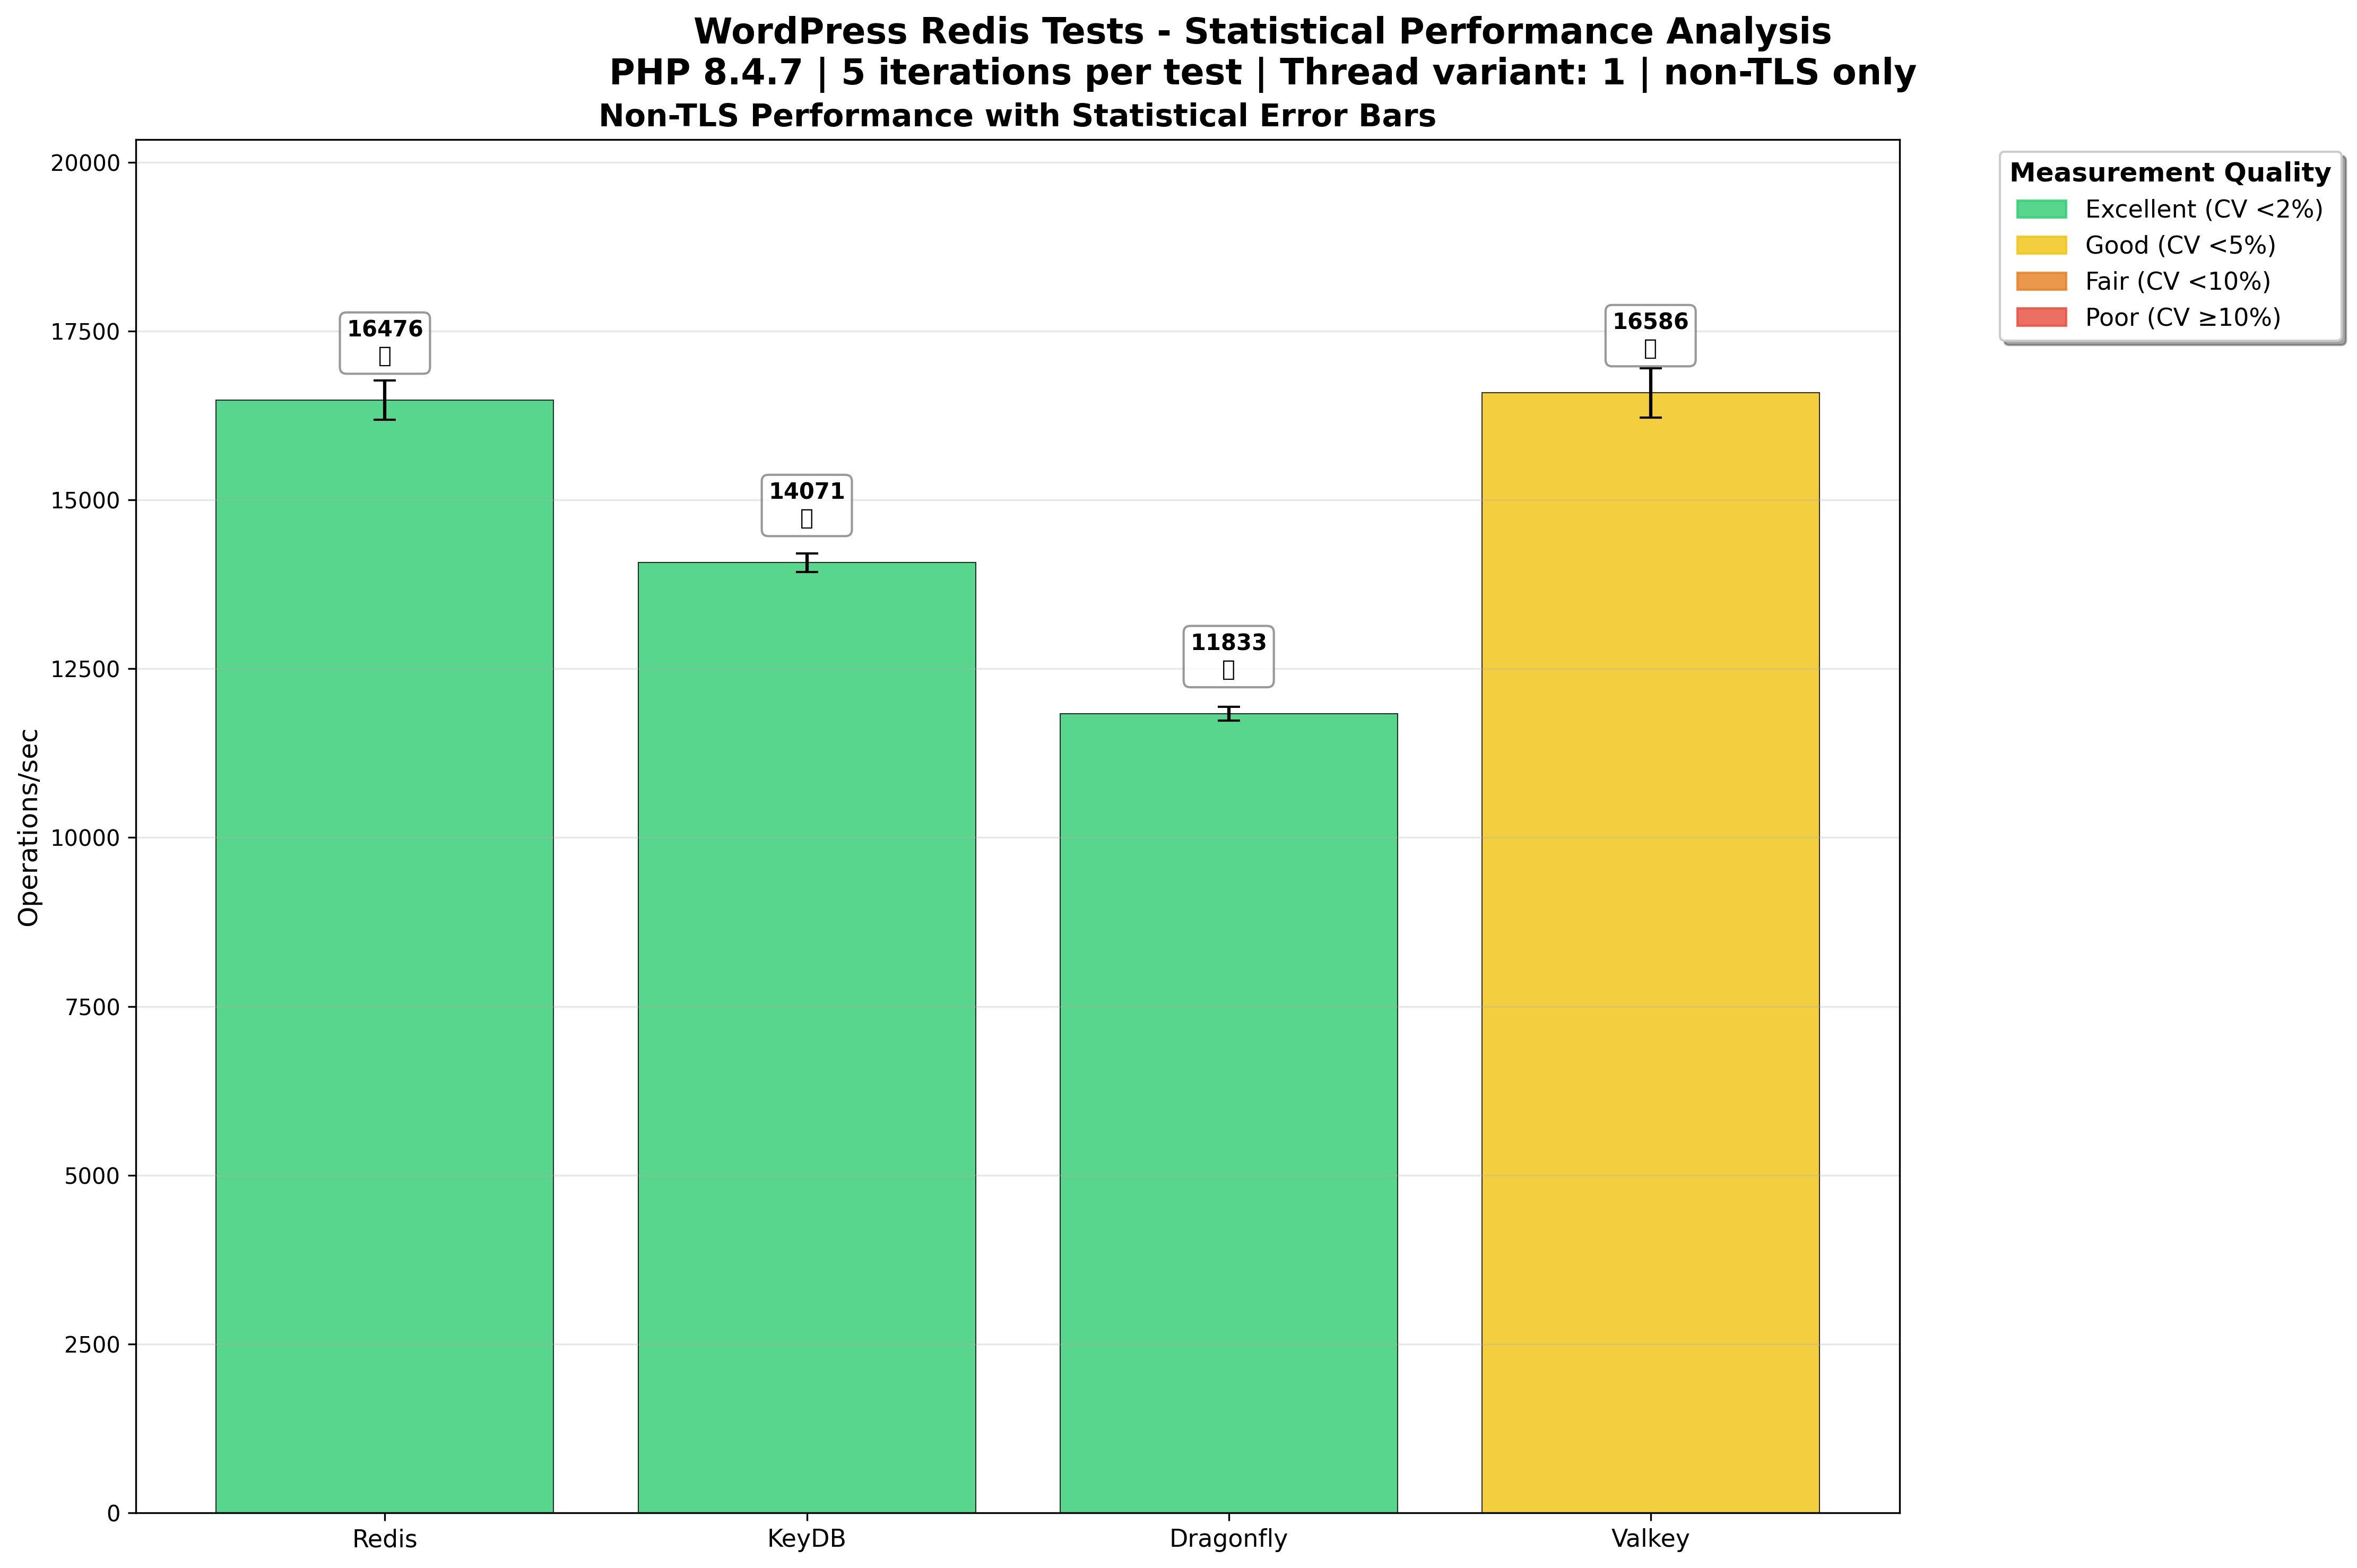 WordPress Redis Tests - Statistical Performance Analysis
PHP 8.4.7 | 5 iterations per test | Thread variant: 1 | non-TLS only
Non-TLS Performance with Statistical Error Bars
20000
17500
15000
12500
10000
7500
5000
2500
0
Operations/sec
16476
14071
11833
16586
Redis
KeyDB
Dragonfly
Valkey
Measurement Quality
Excellent (CV <2%)
Good (CV <5%)
Fair (CV <10%)
Poor (CV ≥10%)